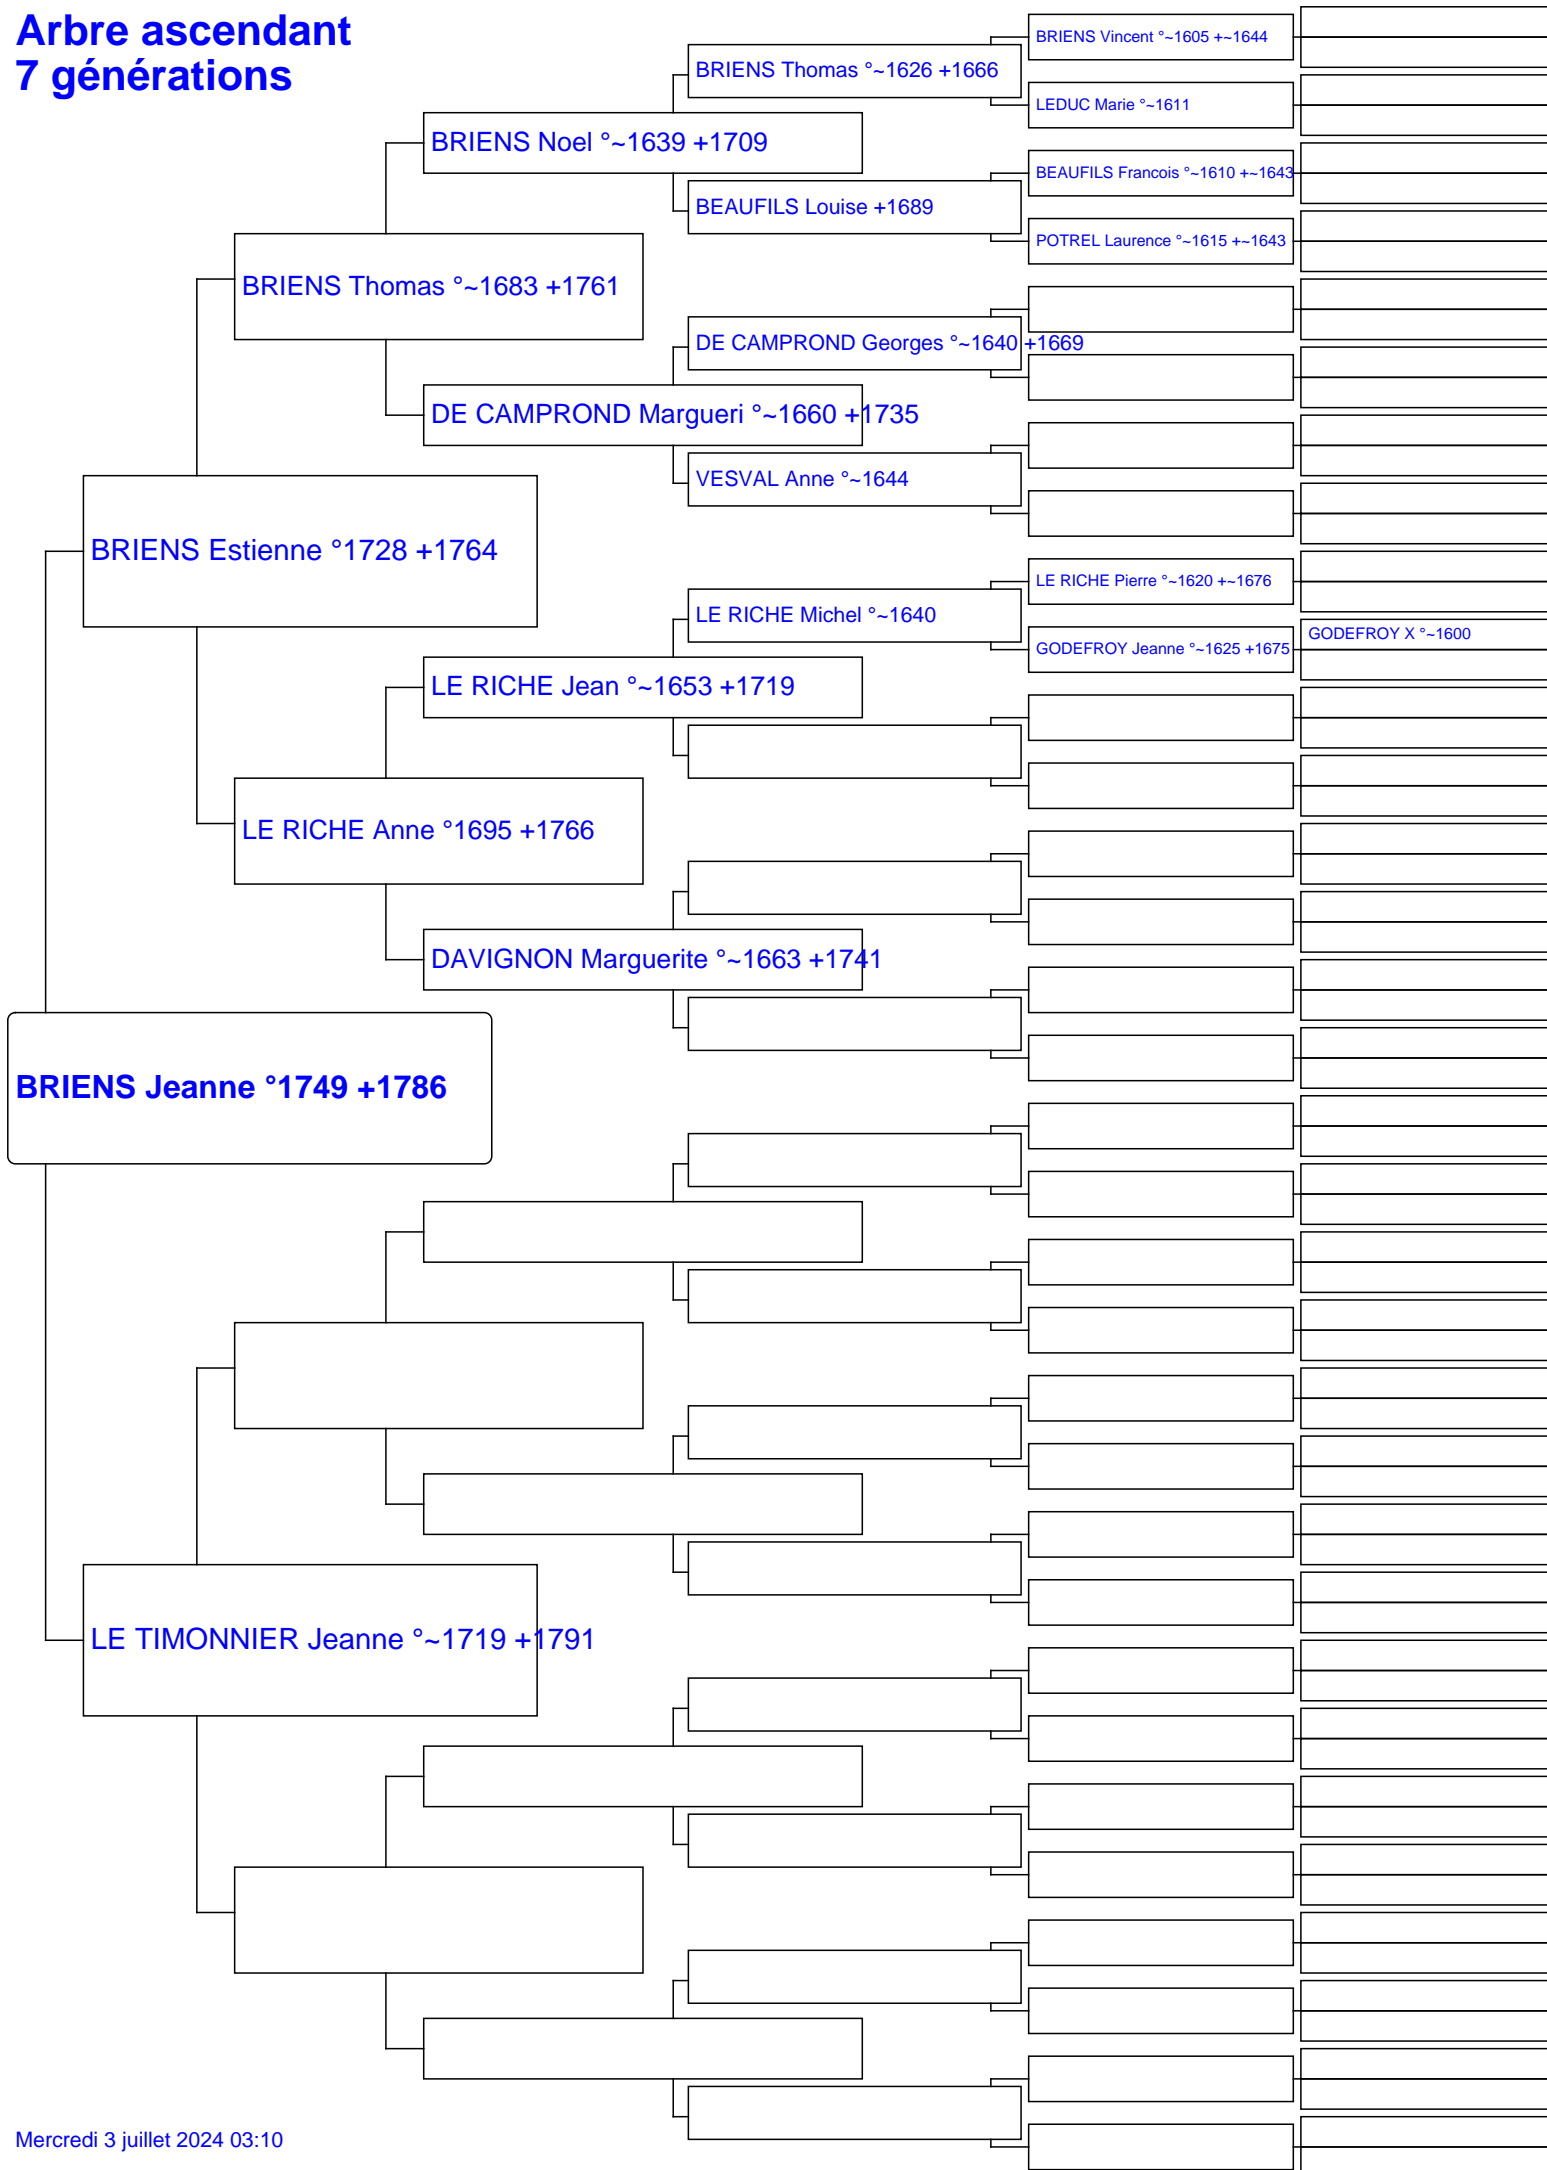 Arbre ascendant
7 générations
BRIENS Vincent °~1605 +~1644
BRIENS Thomas °~1626 +1666
LEDUC Marie °~1611
BRIENS Noel °~1639 +1709
BEAUFILS Francois °~1610 +~1643
BEAUFILS Louise +1689
POTREL Laurence °~1615 +~1643
BRIENS Thomas °~1683 +1761
DE CAMPROND Georges °~1640 +1669
DE CAMPROND Margueri °~1660 +1735
VESVAL Anne °~1644
BRIENS Estienne °1728 +1764
LE RICHE Pierre °~1620 +~1676
LE RICHE Michel °~1640
GODEFROY X °~1600
GODEFROY Jeanne °~1625 +1675
LE RICHE Jean °~1653 +1719
LE RICHE Anne °1695 +1766
DAVIGNON Marguerite °~1663 +1741
BRIENS Jeanne °1749 +1786
LE TIMONNIER Jeanne °~1719 +1791
Mercredi 3 juillet 2024 03:10